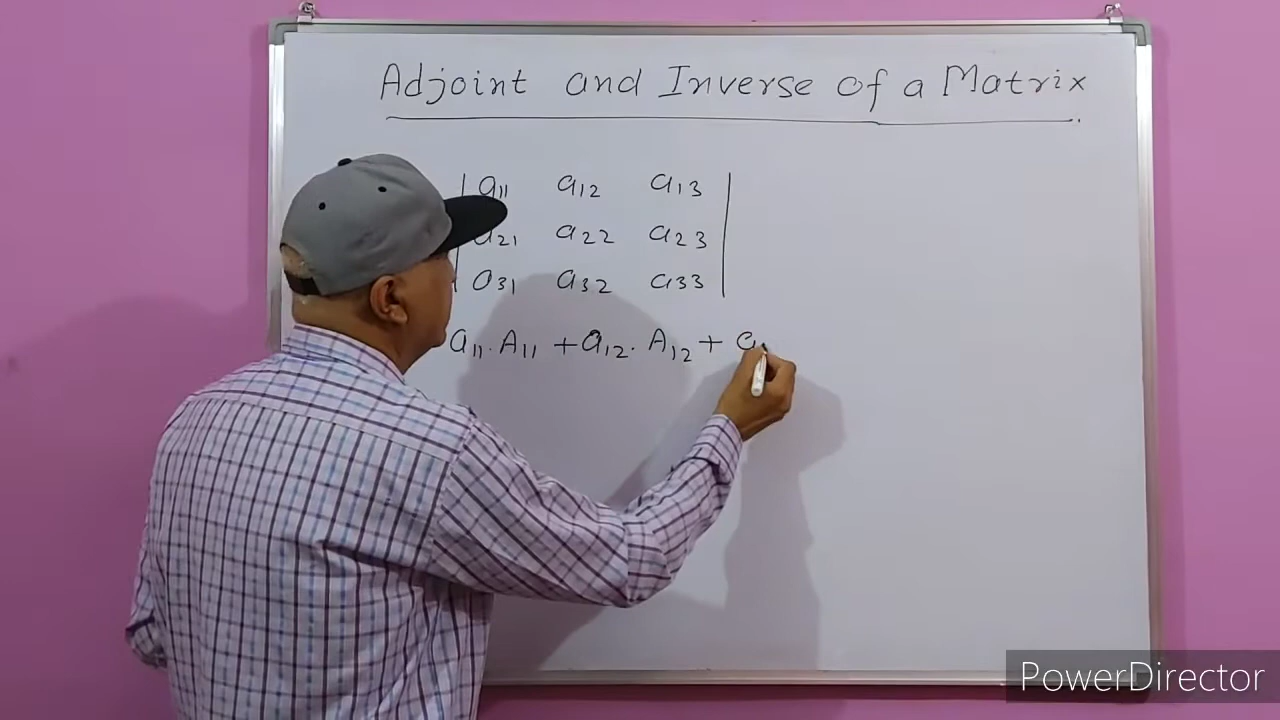 Adjoint and Inverse of a Matrix
a11 a12 a13
a21 a22 a23
a31 a32 a33
a11. A11 + a12. A12 + a1
PowerDirector